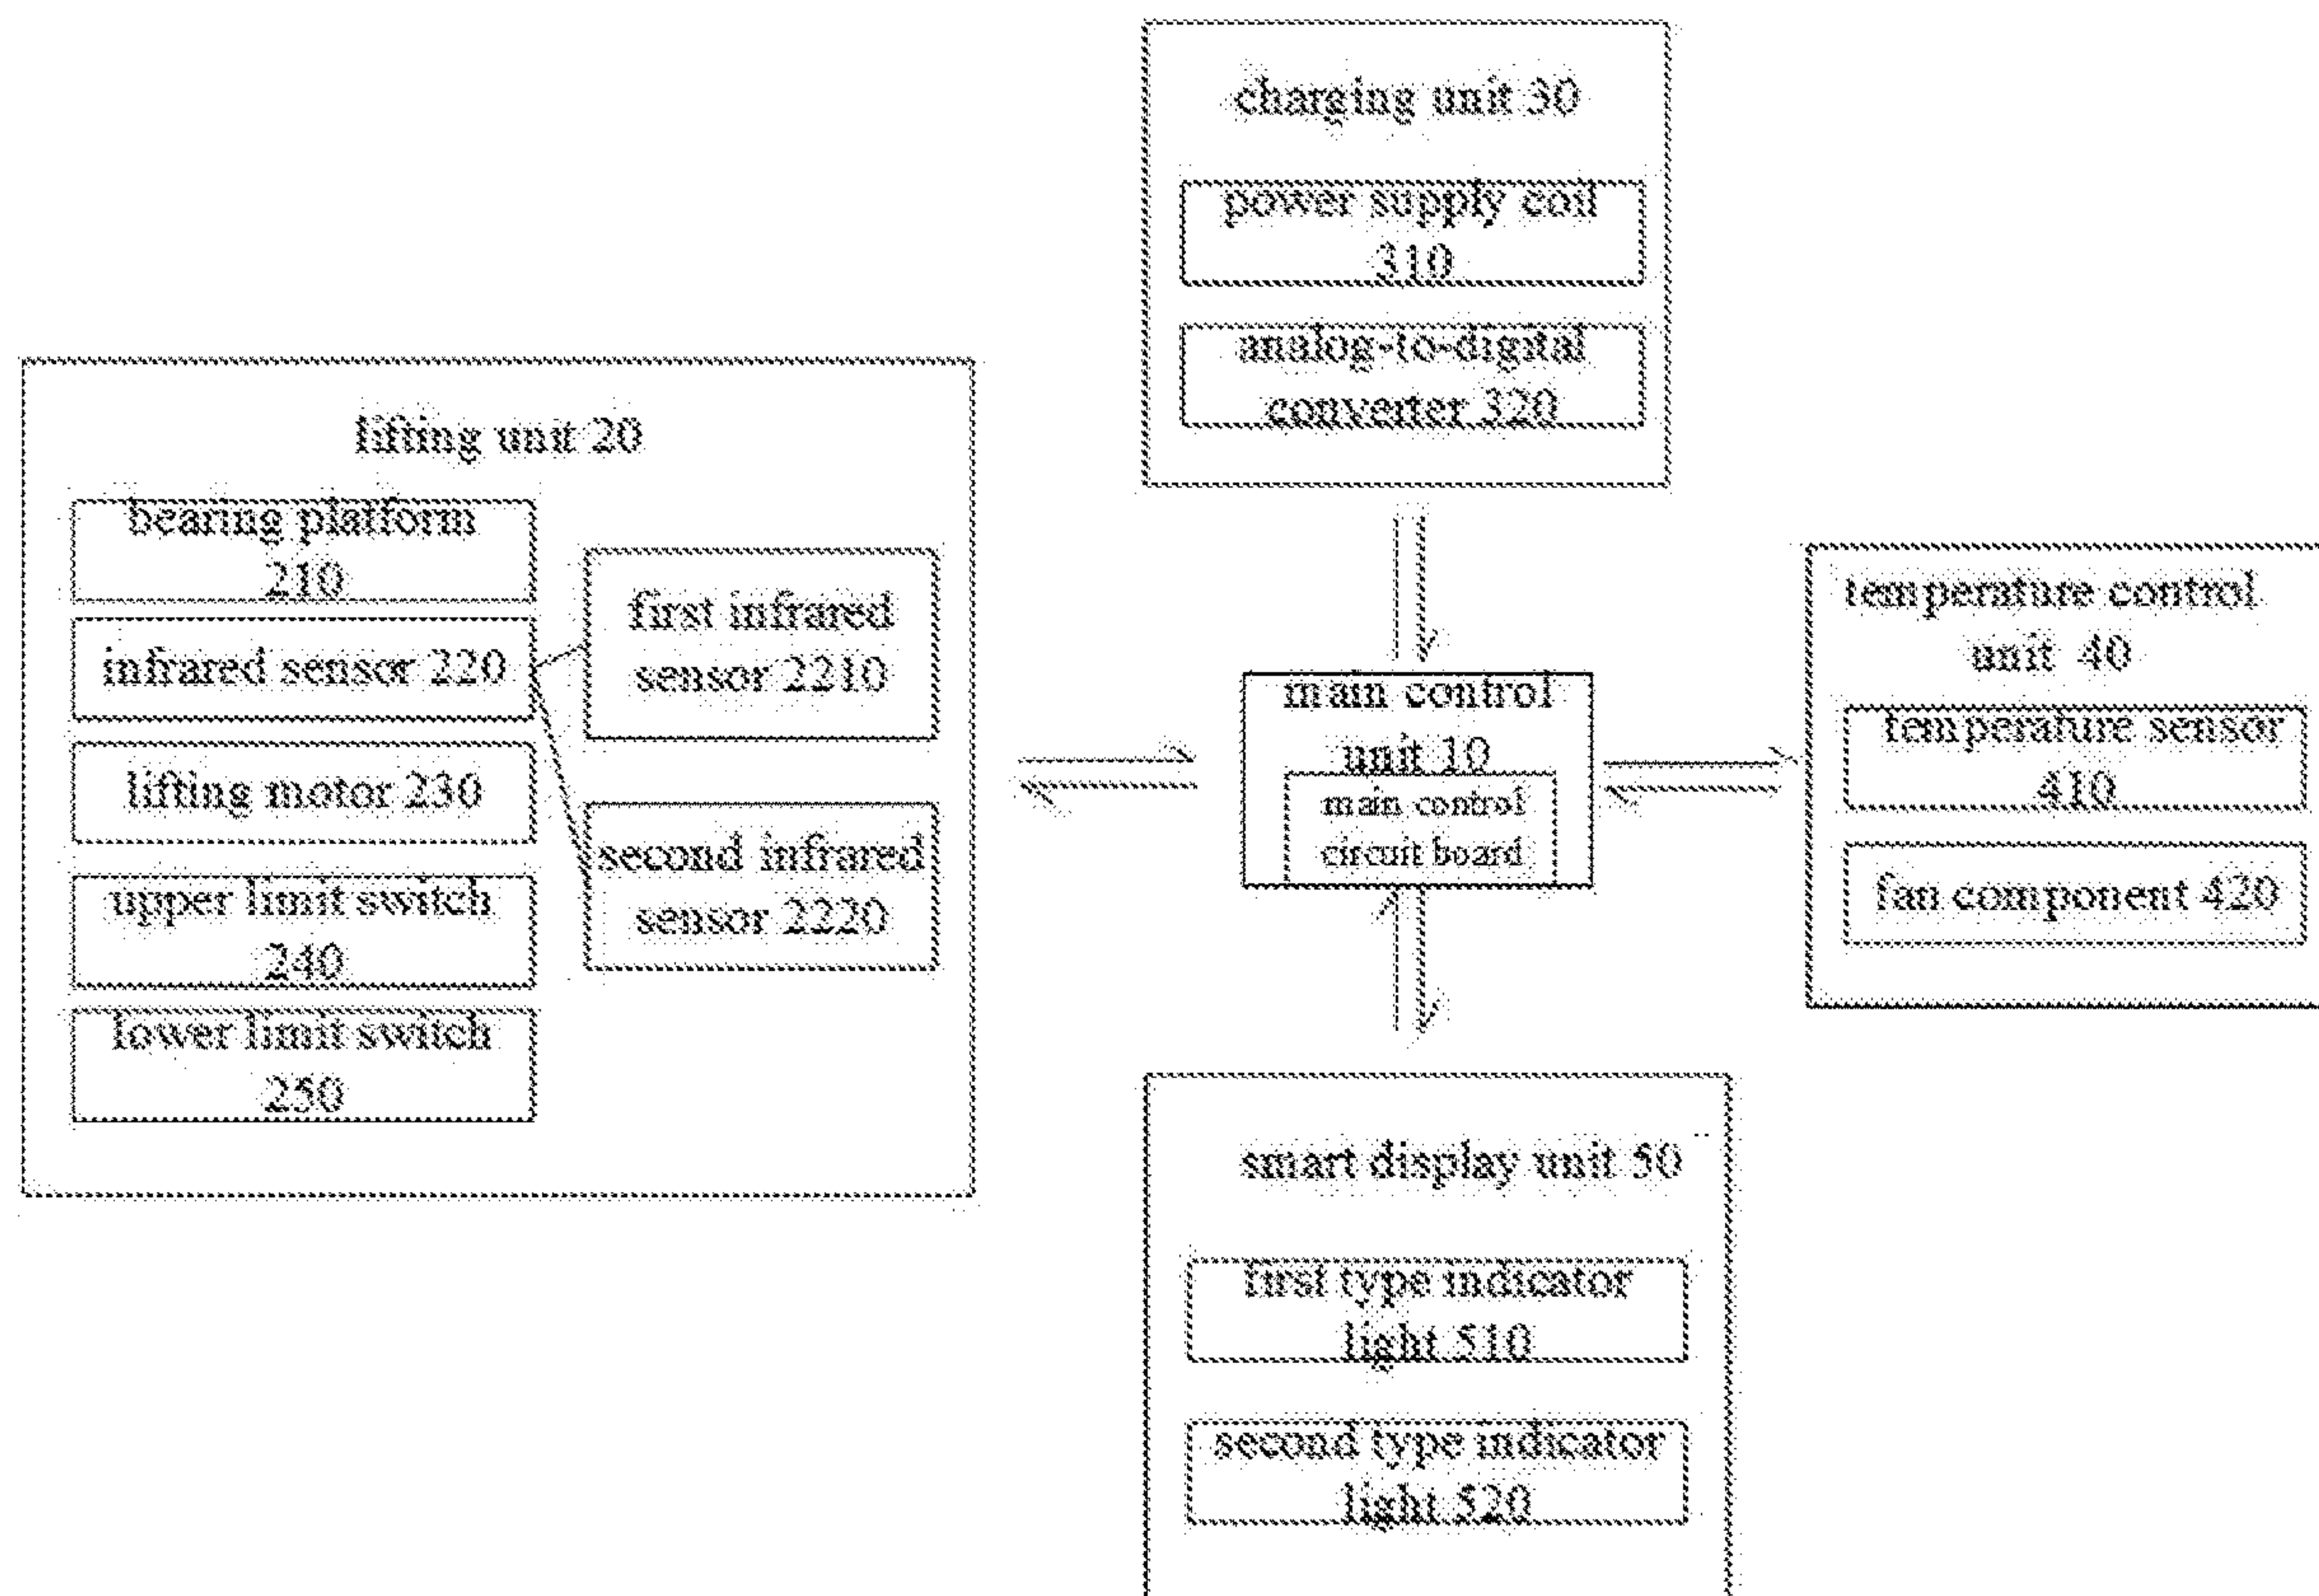 charging unit 30
power supply coil
310
analog-to-digital
converter 320
lifting unit 20
bearing platform
210
infrared sensor 220
lifting motor 230
upper limit switch
240
lower limit switch
250
first infrared
sensor 2210
second infrared
sensor 2220
main control
unit 10
main control
circuit board
temperature control
unit 40
temperature sensor
410
fan component 420
smart display unit 50
first type indicator
light 510
second type indicator
light 520